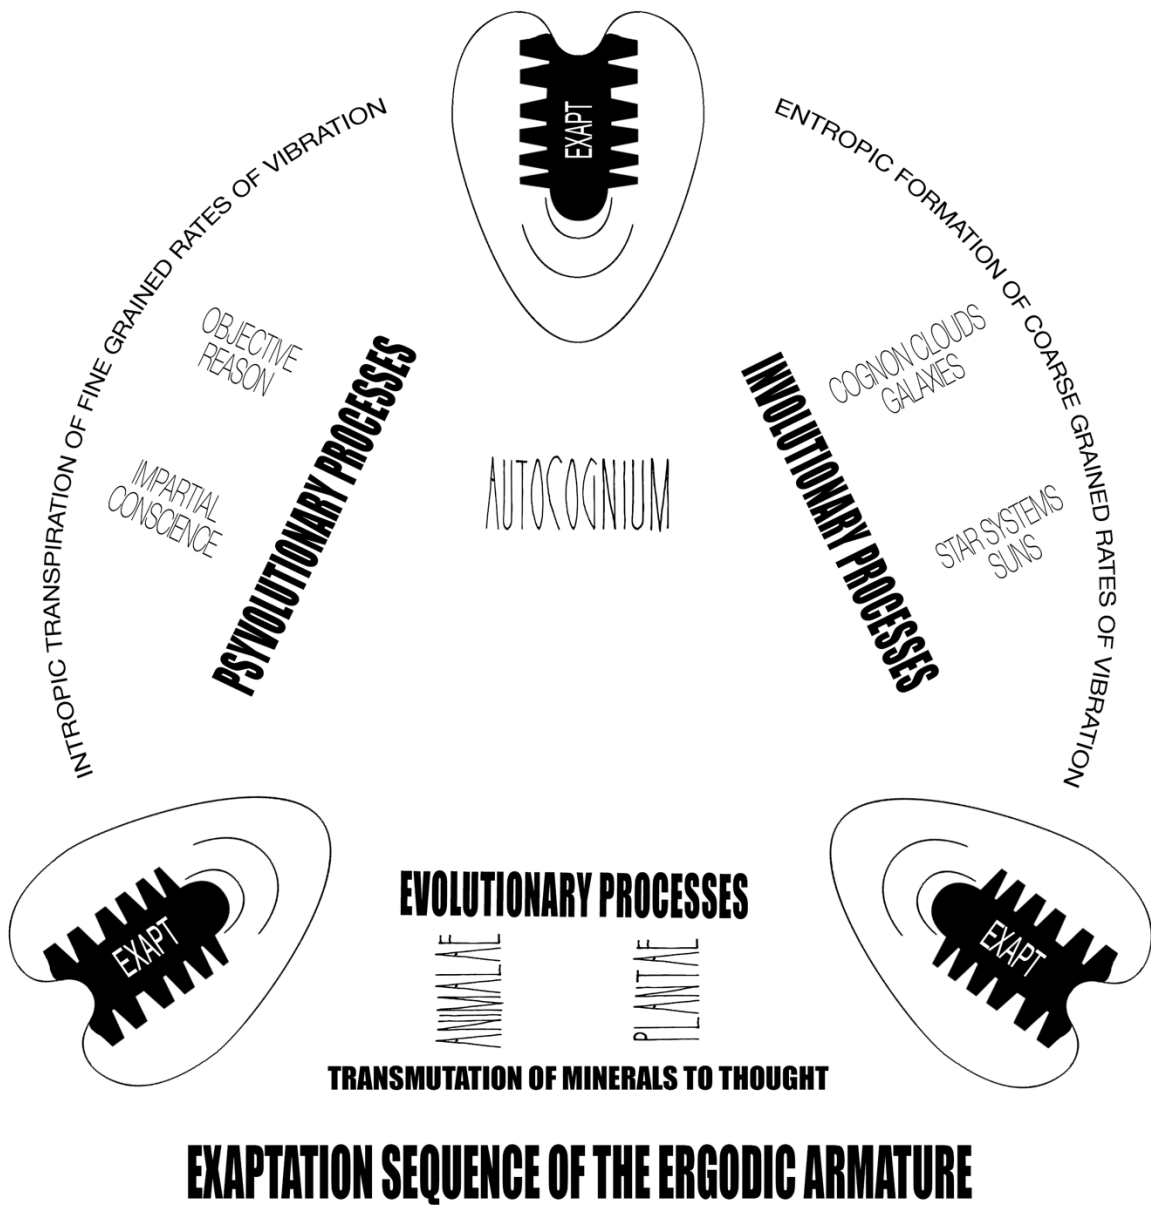 EXAPT
INTROPIC TRANSPIRATION OF FINE GRAINED RATES OF VIBRATION
ENTROPIC FORMATION OF COARSE GRAINED RATES OF VIBRATION
OBJECTIVE
REASON
IMPARTIAL
CONSCIENCE
PSYVOLUTIONARY PROCESSES
AUTOCOGNIUM
INVOLUTIONARY PROCESSES
COGNON CLOUDS
GALAXIES
STAR SYSTEMS
SUNS
EXAPT
EXAPT
EVOLUTIONARY PROCESSES
ANIMALAE
PLANTAE
TRANSMUTATION OF MINERALS TO THOUGHT
EXAPTATION SEQUENCE OF THE ERGODIC ARMATURE